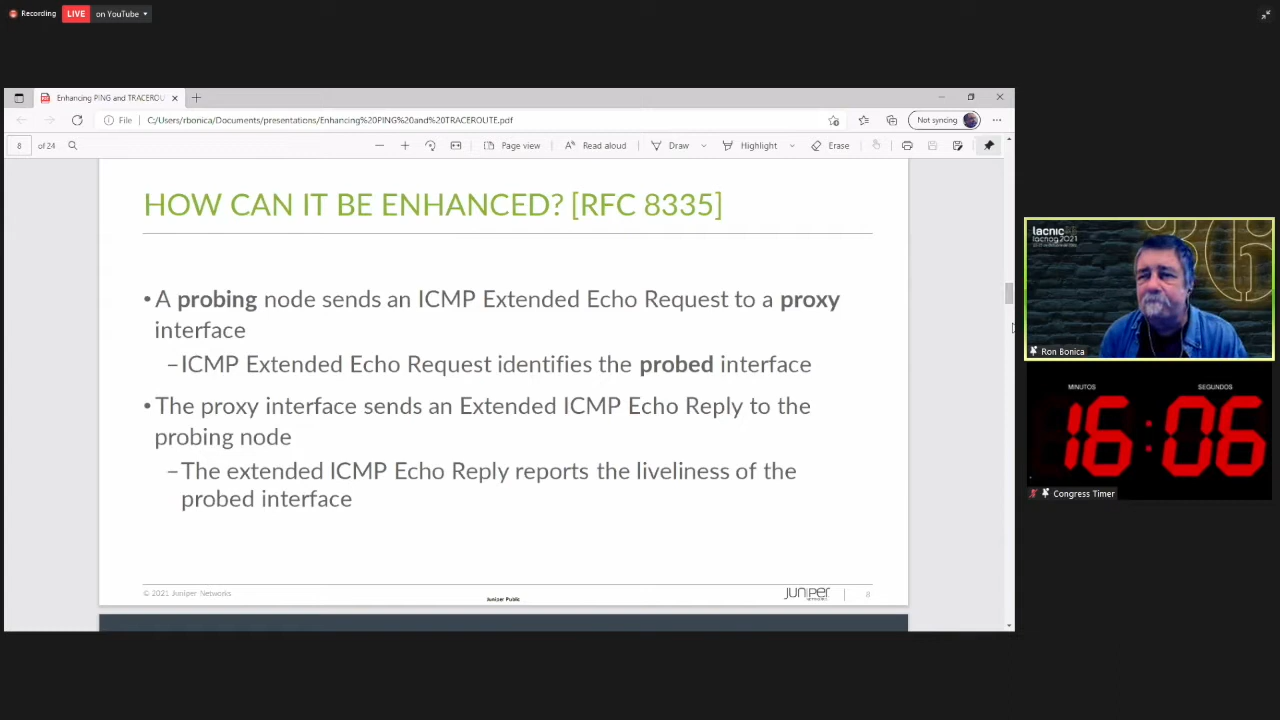 Recording
LIVE
on YouTube
Enhancing PING and TRACEROU
File
C:/Users/rbonica/Documents/presentations/Enhancing%20PING%20and%20TRACEROUTE.pdf
Not syncing
8 of 24
Page view
Read aloud
Draw
Highlight
Erase
HOW CAN IT BE ENHANCED? [RFC 8335]
•A probing node sends an ICMP Extended Echo Request to a proxy
interface
–ICMP Extended Echo Request identifies the probed interface
•The proxy interface sends an Extended ICMP Echo Reply to the
probing node
–The extended ICMP Echo Reply reports the liveliness of the
probed interface
© 2021 Juniper Networks
Juniper Public
JUNIPER
NETWORKS
8
lacnic36
lacnog2021
Ron Bonica
MINUTOS
SEGUNDOS
16:06
Congress Timer